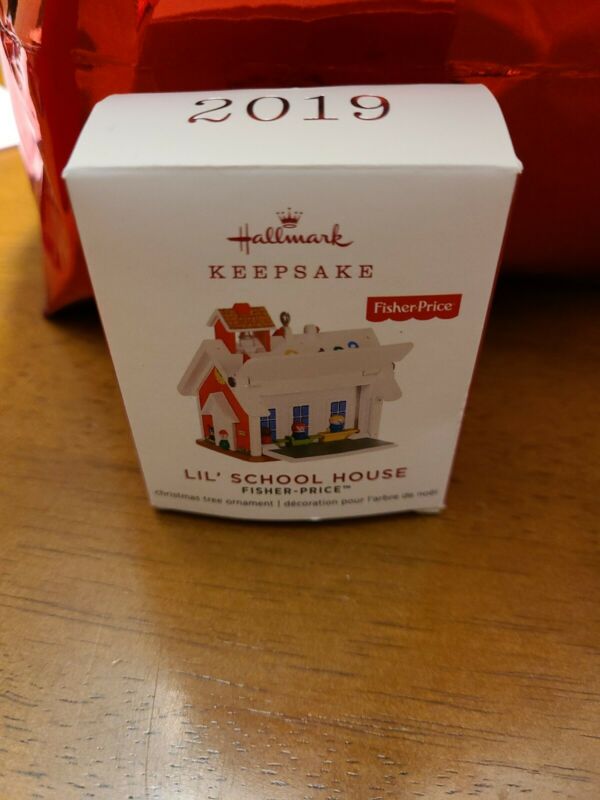 2019
Hallmark
KEEPSAKE
Fisher-Price
LIL' SCHOOL HOUSE
FISHER-PRICE™
christmas tree ornament | décoration pour l'arbre de noël